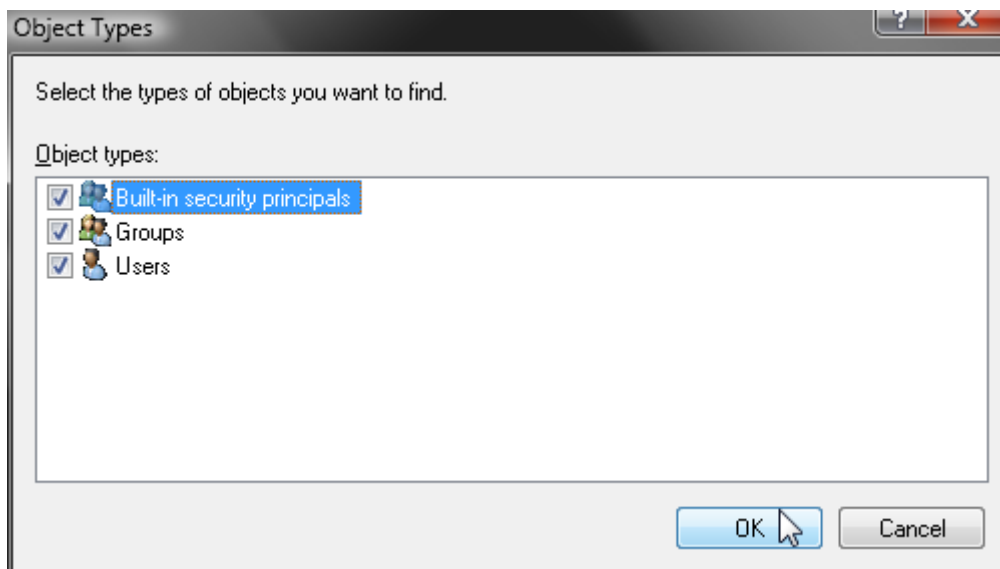 Object Types
?
X
Select the types of objects you want to find.
Object types:
Built-in security principals
Groups
Users
OK
Cancel